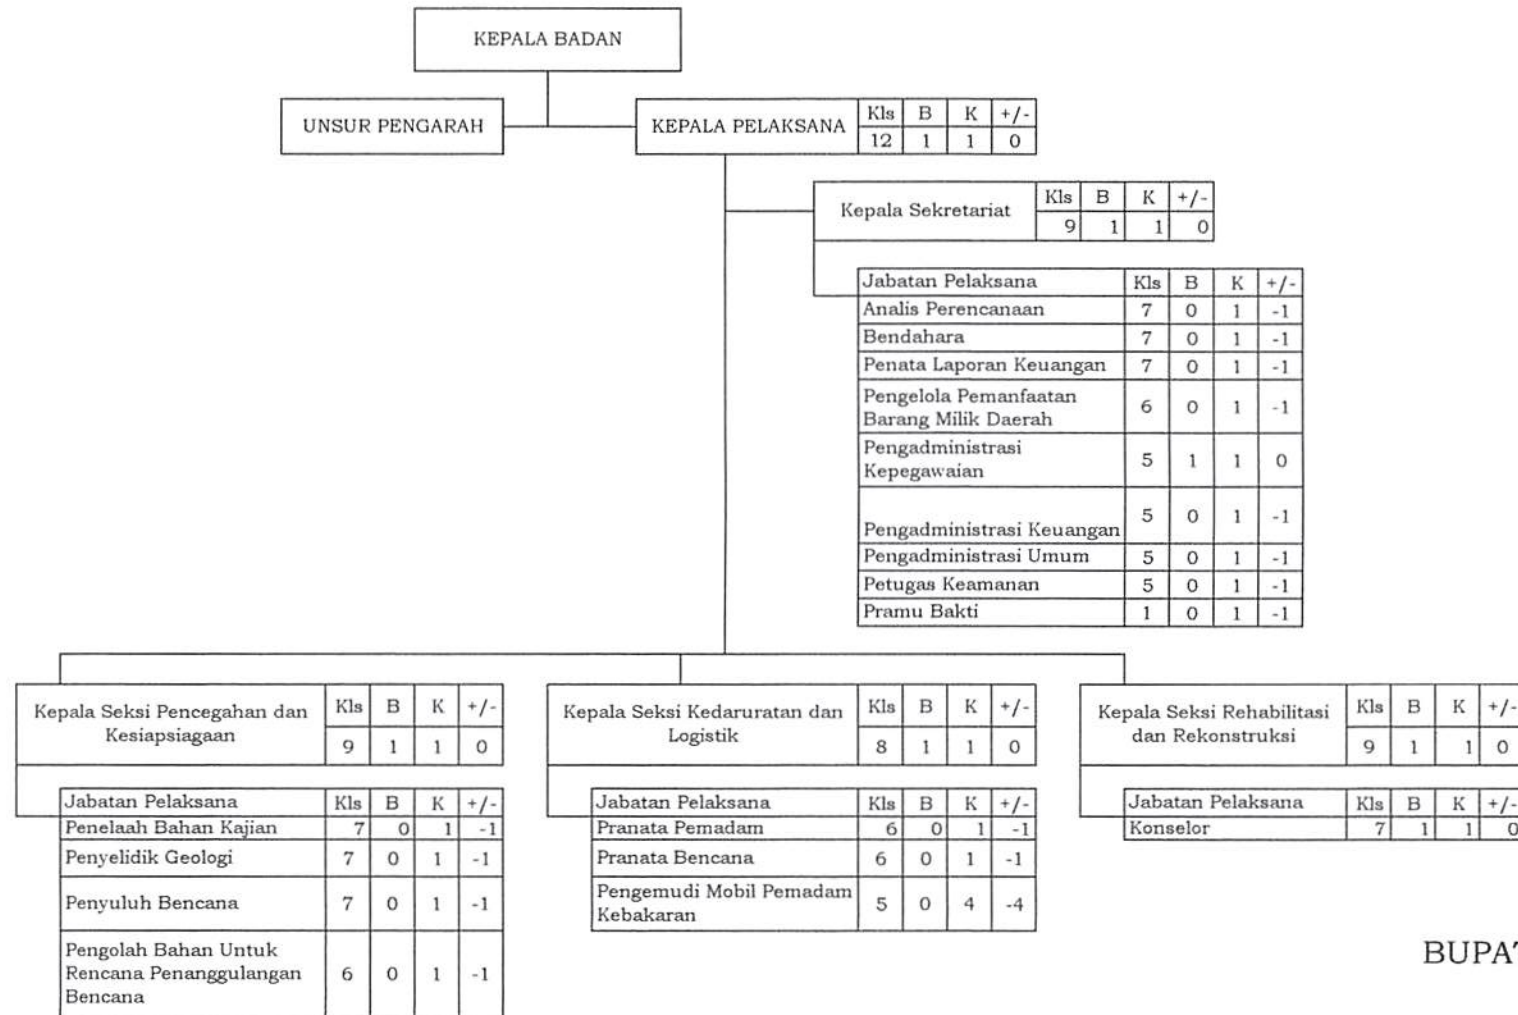 KEPALA BADAN
UNSUR PENGARAH
KEPALA PELAKSANA Kls B K +/-
12 1 1 0
Kepala Sekretariat Kls B K +/-
9 1 1 0
Jabatan Pelaksana Kls B K +/-
Analis Perencanaan 7 0 1 -1
Bendahara 7 0 1 -1
Penata Laporan Keuangan 7 0 1 -1
Pengelola Pemanfaatan
Barang Milik Daerah 6 0 1 -1
Pengadministrasi
Kepegawaian 5 1 1 0
Pengadministrasi Keuangan 5 0 1 -1
Pengadministrasi Umum 5 0 1 -1
Petugas Keamanan 5 0 1 -1
Pramu Bakti 1 0 1 -1
Kepala Seksi Pencegahan dan
Kesiapsiagaan
Kls B K +/-
9 1 1 0
Jabatan Pelaksana Kls B K +/-
Penelaah Bahan Kajian 7 0 1 -1
Penyelidik Geologi 7 0 1 -1
Penyuluh Bencana 7 0 1 -1
Pengolah Bahan Untuk
Rencana Penanggulangan
Bencana
6 0 1 -1
Kepala Seksi Kedaruratan dan
Logistik
Kls B K +/-
8 1 1 0
Jabatan Pelaksana Kls B K +/-
Pranata Pemadam 6 0 1 -1
Pranata Bencana 6 0 1 -1
Pengemudi Mobil Pemadam
Kebakaran
5 0 4 -4
Kepala Seksi Rehabilitasi
dan Rekonstruksi
Kls B K +/-
9 1 1 0
Jabatan Pelaksana Kls B K +/-
Konselor 7 1 1 0
BUPAT